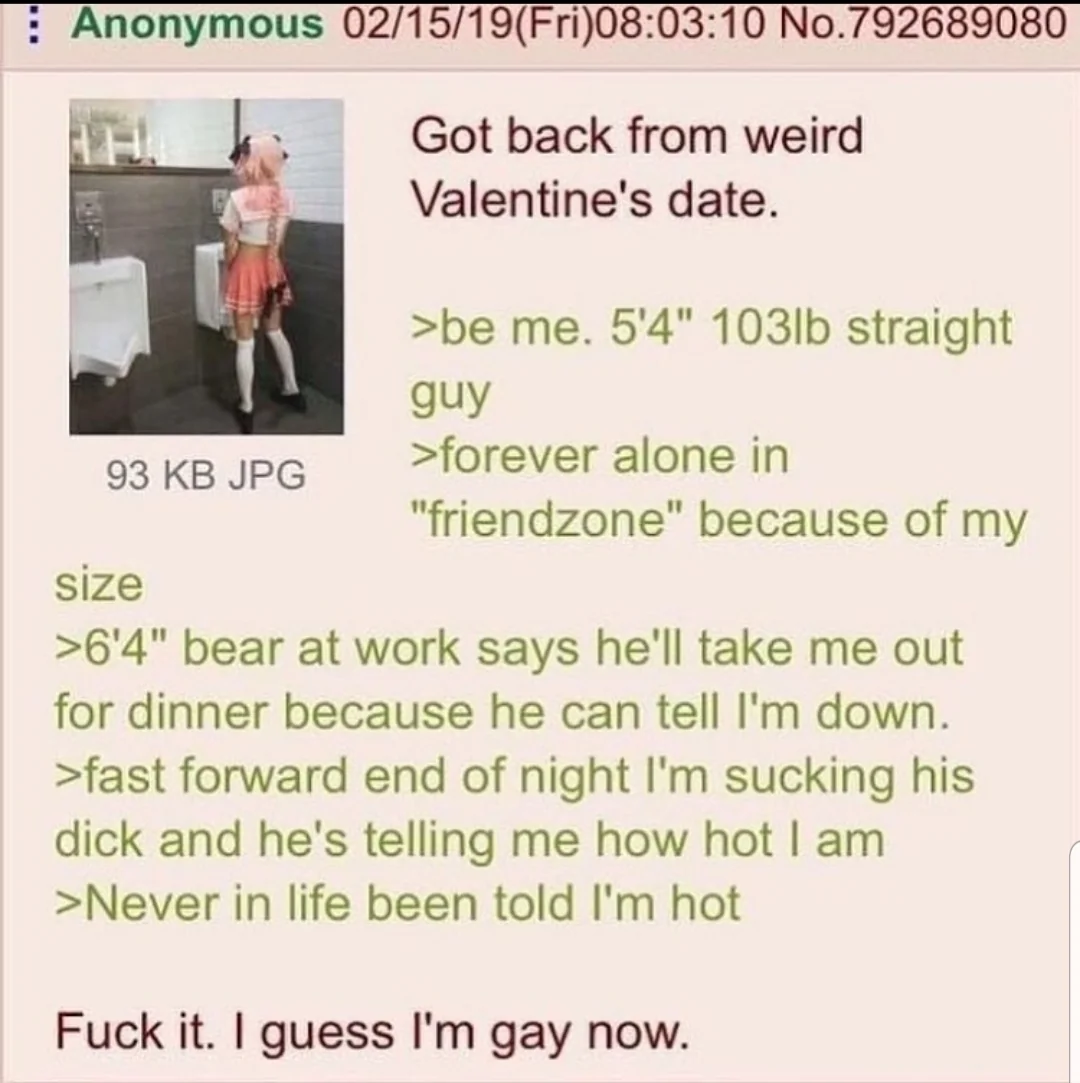 Anonymous 02/15/19(Fri)08:03:10 No.792689080
Got back from weird
Valentine's date.
>be me. 5'4" 103lb straight
guy
93 KB JPG
>forever alone in
"friendzone" because of my
size
>6'4" bear at work says he'll take me out
for dinner because he can tell I'm down.
>fast forward end of night I'm sucking his
dick and he's telling me how hot I am
>Never in life been told I'm hot
Fuck it. I guess I'm gay now.